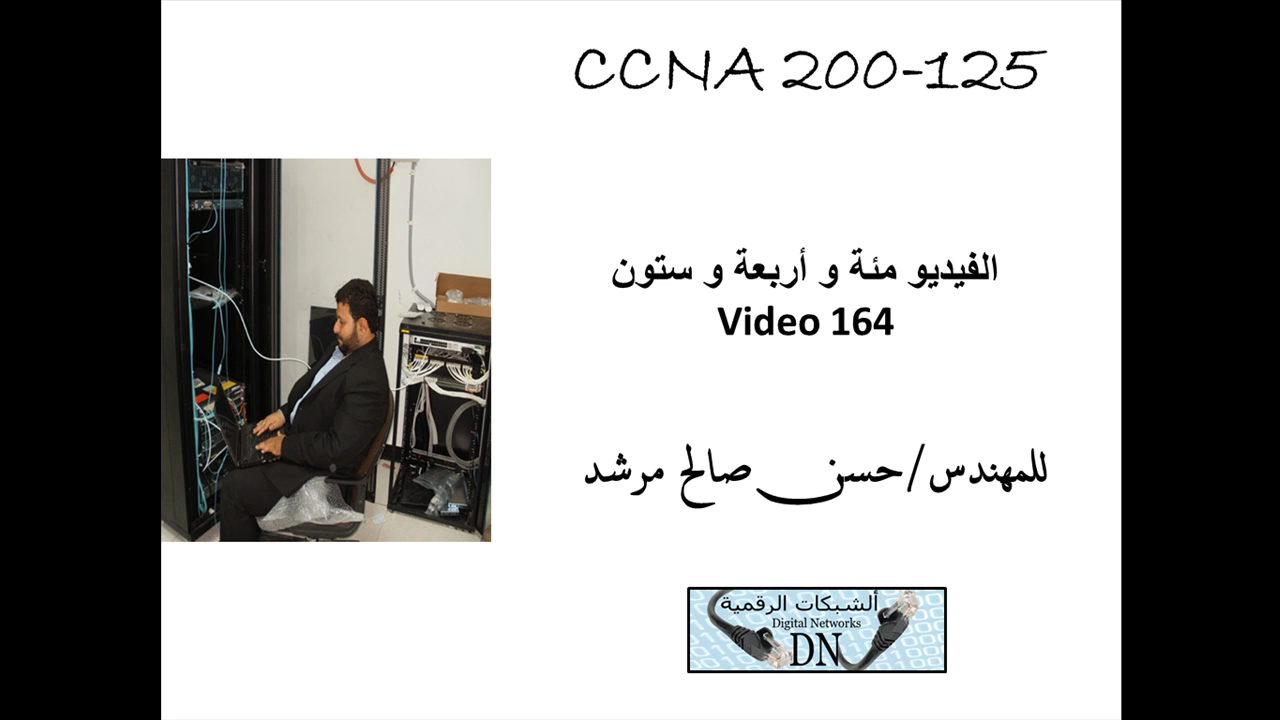 CCNA 200-125
الفيديو مئة و أربعة و ستون
Video 164
للمهندس/حسن صالح مرشد
ألشبكات الرقمية
Digital Networks
DN